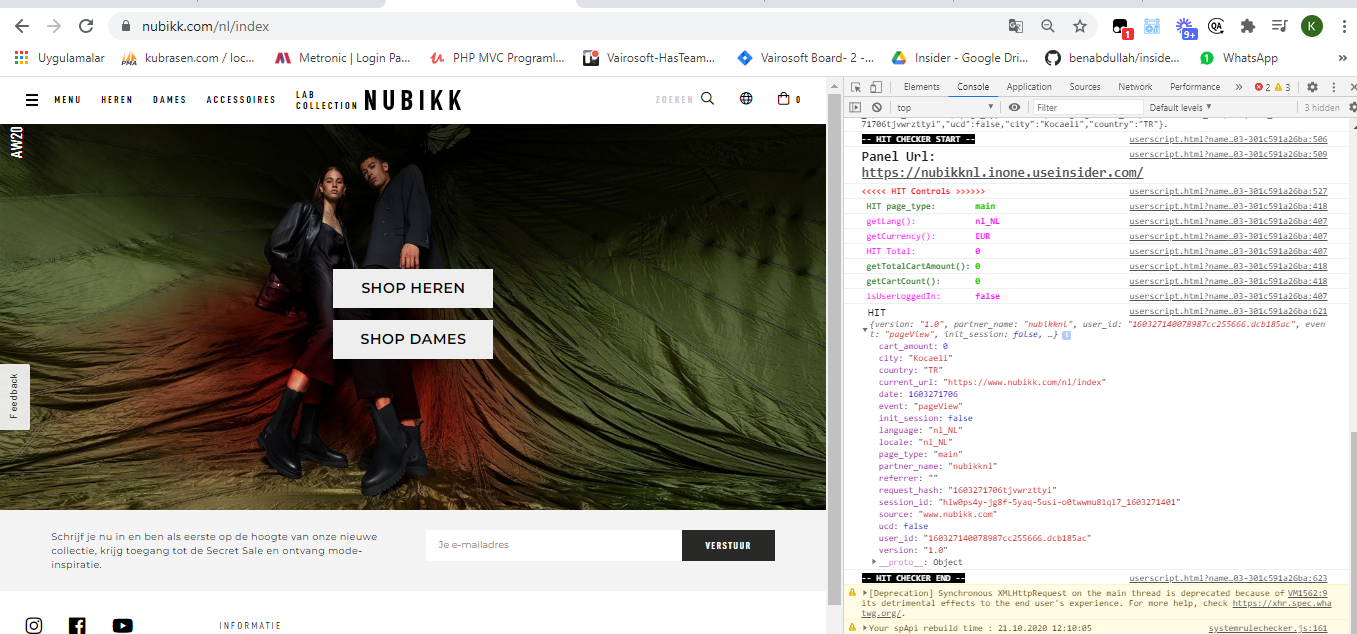 nubikk.com/nl/index
1
9+
QA
K
Uygulamalar
PMA
kubrasen.com / loc...
Metronic | Login Pa...
PHP MVC Programl...
Vairosoft-HasTeam...
Vairosoft Board- 2 -...
Insider - Google Dri...
benabdullah/inside...
1
WhatsApp
»
MENU
HEREN
DAMES
ACCESSOIRES
LAB
COLLECTION
NUBIKK
ZOEKEN
0
AW20
SHOP HEREN
SHOP DAMES
Feedback
Schrijf je nu in en ben als eerste op de hoogte van onze nieuwe
collectie, krijg toegang tot de Secret Sale en ontvang mode-
inspiratie.
Je e-mailadres
VERSTUUR
INFORMATIE
Elements Console Application Sources Network Performance » 2 3
top Filter Default levels 3 hidden
71706tjvwrzttyi","ucd":false,"city":"Kocaeli","country":"TR"}.
-- HIT CHECKER START -- userscript.html?name…03-301c591a26ba:506
Panel Url: userscript.html?name…03-301c591a26ba:509
https://nubikknl.inone.useinsider.com/
<<<<< HIT Controls >>>>>> userscript.html?name…03-301c591a26ba:527
HIT page_type: main userscript.html?name…03-301c591a26ba:418
getLang(): nl_NL userscript.html?name…03-301c591a26ba:407
getCurrency(): EUR userscript.html?name…03-301c591a26ba:407
HIT Total: 0 userscript.html?name…03-301c591a26ba:407
getTotalCartAmount(): 0 userscript.html?name…03-301c591a26ba:418
getCartCount(): 0 userscript.html?name…03-301c591a26ba:418
isUserLoggedIn: false userscript.html?name…03-301c591a26ba:407
HIT userscript.html?name…03-301c591a26ba:621
{version: "1.0", partner_name: "nubikknl", user_id: "160327140078987cc255666.dcb185ac", even
t: "pageView", init_session: false, …}
cart_amount: 0
city: "Kocaeli"
country: "TR"
current_url: "https://www.nubikk.com/nl/index"
date: 1603271706
event: "pageView"
init_session: false
language: "nl_NL"
locale: "nl_NL"
page_type: "main"
partner_name: "nubikknl"
referrer: ""
request_hash: "1603271706tjvwrzttyi"
session_id: "hlw0ps4y-jg8f-5yaq-5usi-o0twwmu8lq17_1603271401"
source: "www.nubikk.com"
ucd: false
user_id: "160327140078987cc255666.dcb185ac"
version: "1.0"
__proto__: Object
-- HIT CHECKER END -- userscript.html?name…03-301c591a26ba:623
[Deprecation] Synchronous XMLHttpRequest on the main thread is deprecated because of VM1562:9
its detrimental effects to the end user's experience. For more help, check https://xhr.spec.wha
twg.org/.
Your spApi rebuild time : 21.10.2020 12:10:05 systemrulechecker.js:161